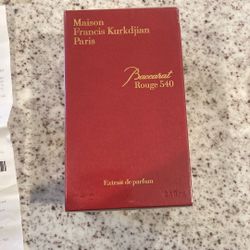 Maison
Francis Kurkdjian
Paris
Baccarat
Rouge 540
Extrait de parfum